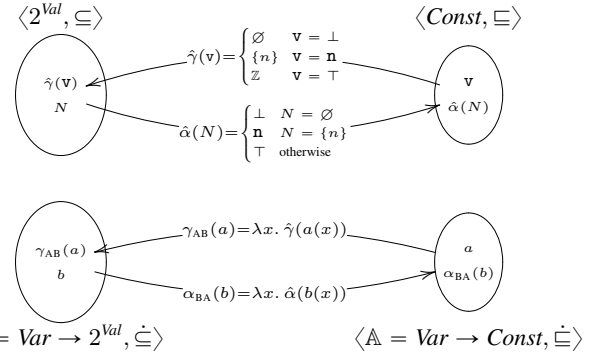 ⟨2^Val, ⊆⟩ ⟨Const, ⊑⟩
γ̂(v)= { ∅ v = ⊥
{n} v = n
ℤ v = ⊤
γ̂(v)
N
v
α̂(N)
α̂(N)= { ⊥ N = ∅
n N = {n}
⊤ otherwise
γ_AB(a)=λx. γ̂(a(x))
γ_AB(a)
b
a
α_BA(b)
α_BA(b)=λx. α̂(b(x))
= Var → 2^Val, ⊆̇⟩ ⟨𝔸 = Var → Const, ⊑̇⟩